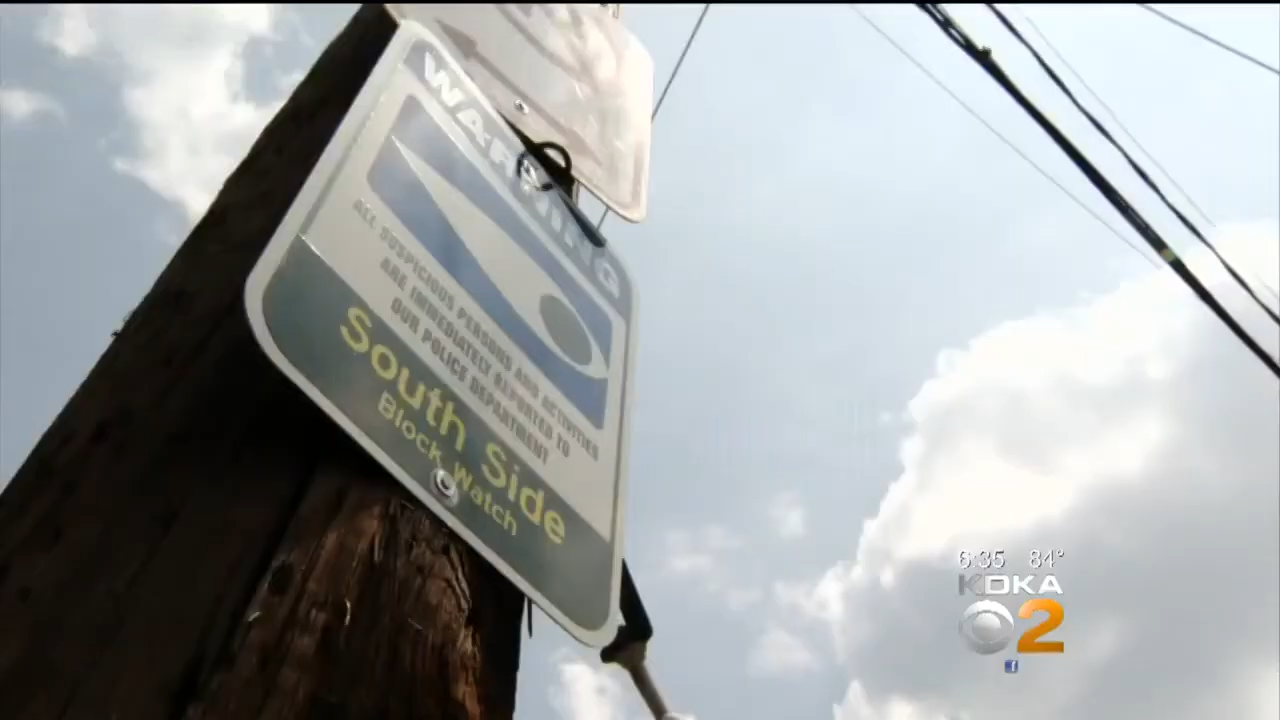 WARNING
ALL SUSPICIOUS PERSONS AND ACTIVITIES
ARE IMMEDIATELY REPORTED TO
OUR POLICE DEPARTMENT
South Side
Block Watch
6:35 84°
KDKA
2
f